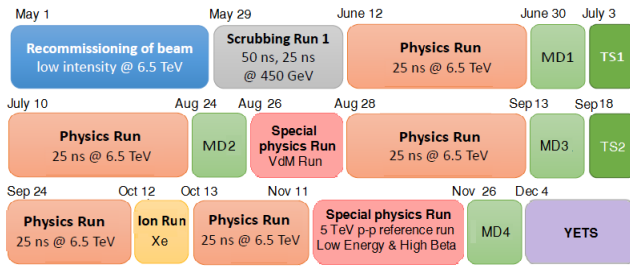 May 1 May 29 June 12 June 30 July 3
Recommissioning of beam
low intensity @ 6.5 TeV
Scrubbing Run 1
50 ns, 25 ns
@ 450 GeV
Physics Run
25 ns @ 6.5 TeV
MD1
TS1
July 10 Aug 24 Aug 26 Aug 28 Sep 13 Sep 18
Physics Run
25 ns @ 6.5 TeV
MD2
Special
physics Run
VdM Run
Physics Run
25 ns @ 6.5 TeV
MD3
TS2
Sep 24 Oct 12 Oct 13 Nov 11 Nov 26 Dec 4
Physics Run
25 ns @ 6.5 TeV
Ion Run
Xe
Physics Run
25 ns @ 6.5 TeV
Special physics Run
5 TeV p-p reference run
Low Energy & High Beta
MD4
YETS